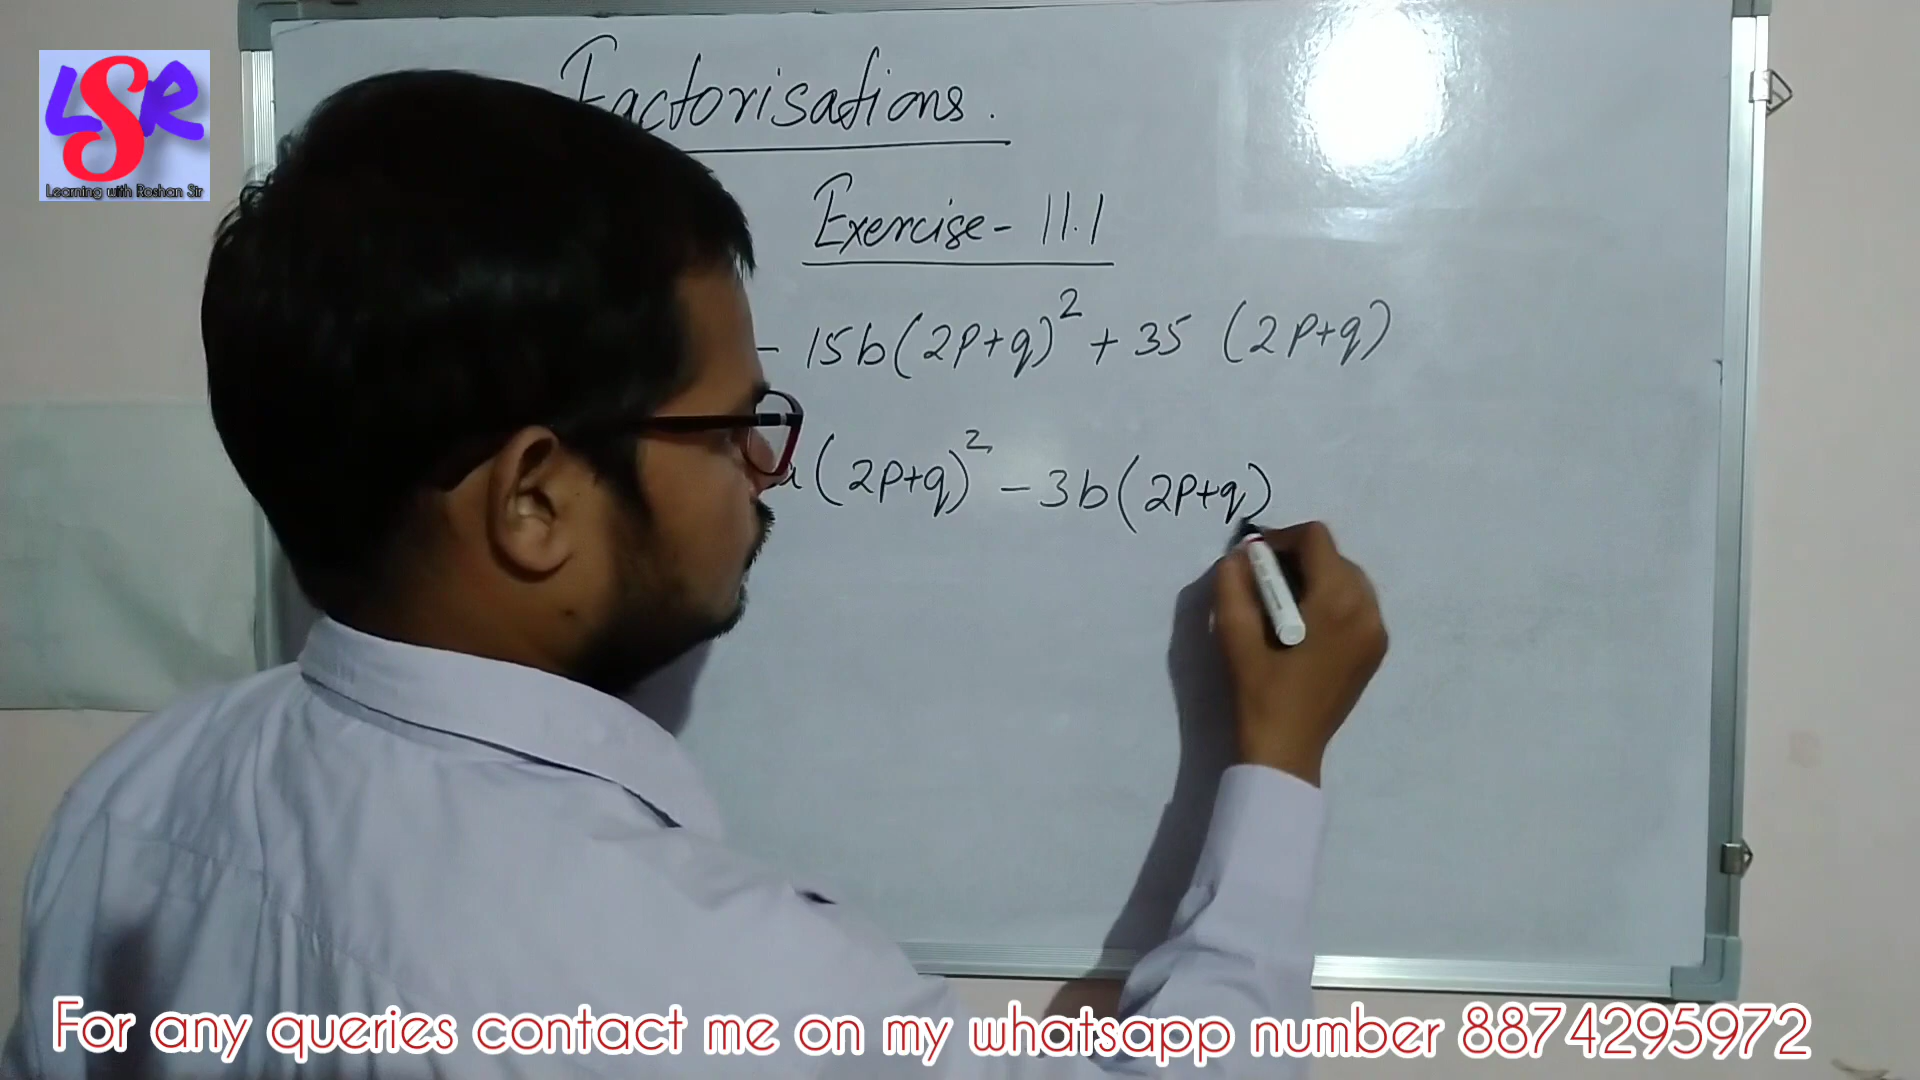 LSR
Learning with Roshan Sir
Factorisations.
Exercise - 11.1
- 15b(2p+q)² + 35 (2p+q)
a(2p+q)² - 3b(2p+q)
For any queries contact me on my whatsapp number 8874295972